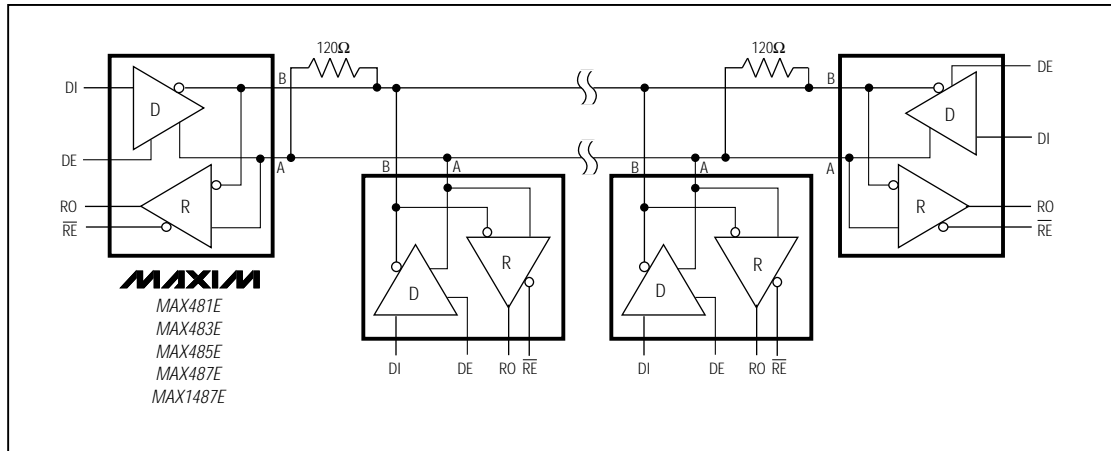 120Ω
120Ω
B
B
DE
DI
D
D
DI
DE
A
B
A
B
A
A
RO
R
R
RO
RE
RE
R
R
D
D
MAXIM
MAX481E
MAX483E
MAX485E
MAX487E
MAX1487E
DI
DE
RO
RE
DI
DE
RO
RE